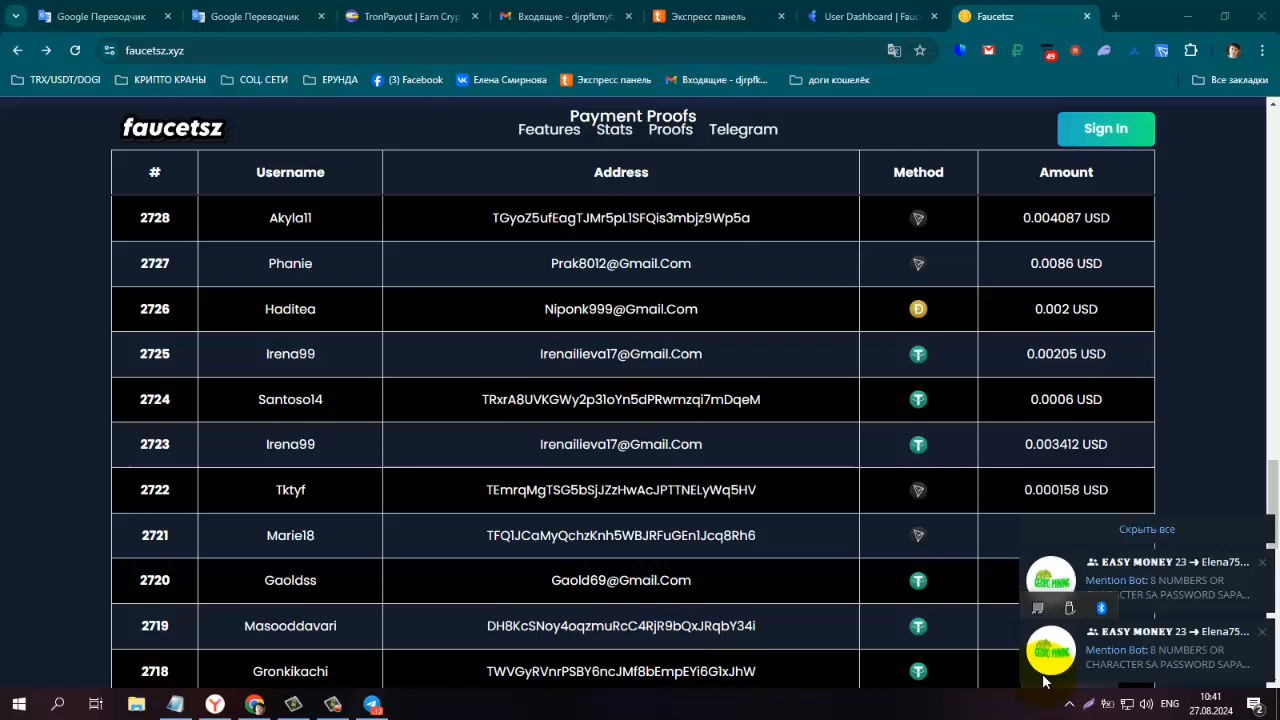 Google Переводчик
Google Переводчик
TronPayout | Earn Cryp
Входящие - djrpfkmyf
Экспресс панель
User Dashboard | Fauc
Faucetsz
faucetsz.xyz
49
TRX/USDT/DOGI
КРИПТО КРАНЫ
СОЦ. СЕТИ
ЕРУНДА
(3) Facebook
Елена Смирнова
Экспресс панель
Входящие - djrpfk...
доги кошелёк
Все закладки
faucetsz
Payment Proofs
Features Stats Proofs Telegram
Sign In
# Username Address Method Amount
2728 Akyla11 TGyoZ5ufEagTJMr5pL1SFQis3mbjz9Wp5a 0.004087 USD
2727 Phanie Prak8012@Gmail.Com 0.0086 USD
2726 Haditea Niponk999@Gmail.Com 0.002 USD
2725 Irena99 Irenailieva17@Gmail.Com 0.00205 USD
2724 Santoso14 TRxrA8UVKGWy2p31oYn5dPRwmzqi7mDqeM 0.0006 USD
2723 Irena99 Irenailieva17@Gmail.Com 0.003412 USD
2722 Tktyf TEmrqMgTSG5bSjJZzHwAcJPTTNELyWq5HV 0.000158 USD
2721 Marie18 TFQ1JCaMyQchzKnh5WBJRFuGEn1Jcq8Rh6
2720 Gaoldss Gaold69@Gmail.Com
2719 Masooddavari DH8KcSNoy4oqzmuRcC4RjR9bQxJRqbY34i
2718 Gronkikachi TWVGyRVnrPSBY6ncJMf8bEmpEYi6G1xJhW
Скрыть все
EASY MONEY 23 ➜ Elena75...
Mention Bot: 8 NUMBERS OR
CHARACTER SA PASSWORD SAPA...
EASY MONEY 23 ➜ Elena75...
Mention Bot: 8 NUMBERS OR
CHARACTER SA PASSWORD SAPA...
ENG
10:41
27.08.2024
2